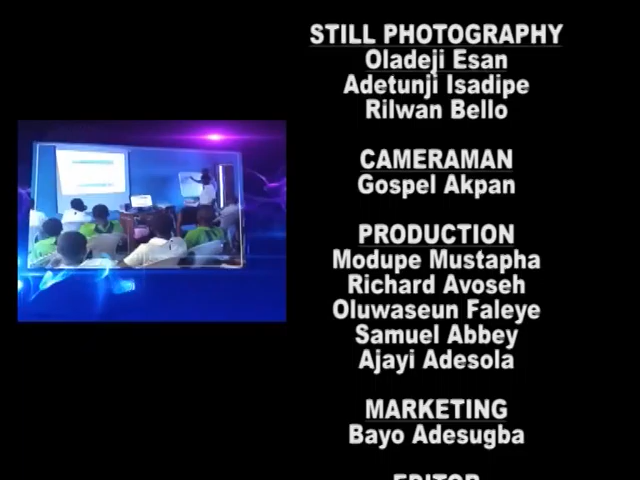 STILL PHOTOGRAPHY
Oladeji Esan
Adetunji Isadipe
Rilwan Bello
CAMERAMAN
Gospel Akpan
PRODUCTION
Modupe Mustapha
Richard Avoseh
Oluwaseun Faleye
Samuel Abbey
Ajayi Adesola
MARKETING
Bayo Adesugba
EDITOR